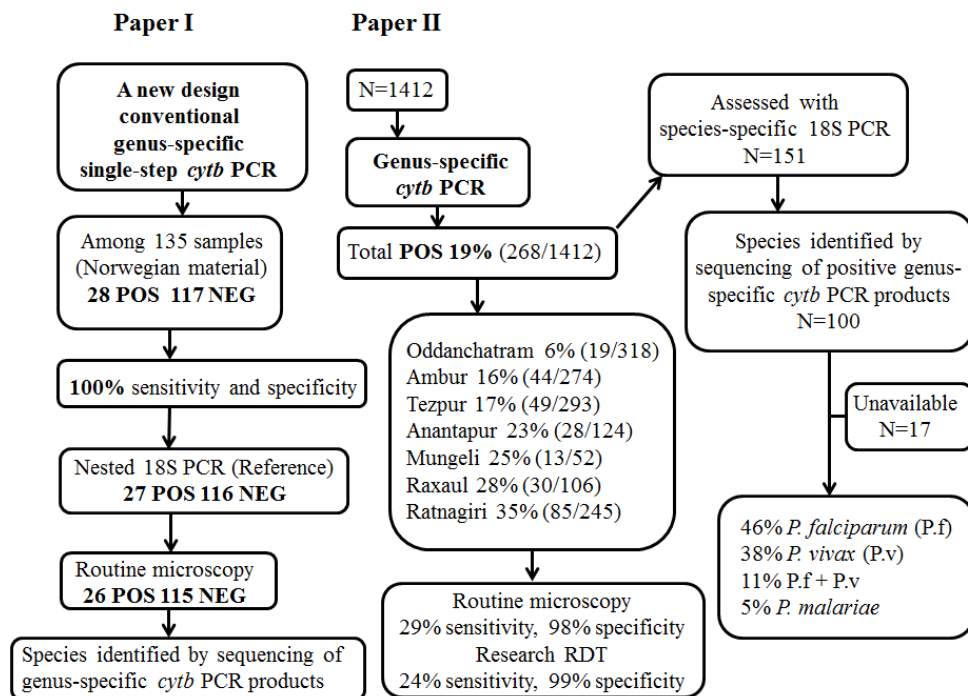 Paper I
A new design
conventional
genus-specific
single-step cytb PCR
Among 135 samples
(Norwegian material)
28 POS 117 NEG
100% sensitivity and specificity
Nested 18S PCR (Reference)
27 POS 116 NEG
Routine microscopy
26 POS 115 NEG
Species identified by sequencing of
genus-specific cytb PCR products
Paper II
N=1412
Genus-specific
cytb PCR
Total POS 19% (268/1412)
Oddanchatram 6% (19/318)
Ambur 16% (44/274)
Tezpur 17% (49/293)
Anantapur 23% (28/124)
Mungeli 25% (13/52)
Raxaul 28% (30/106)
Ratnagiri 35% (85/245)
Routine microscopy
29% sensitivity, 98% specificity
Research RDT
24% sensitivity, 99% specificity
Assessed with
species-specific 18S PCR
N=151
Species identified by
sequencing of positive genus-
specific cytb PCR products
N=100
Unavailable
N=17
46% P. falciparum (P.f)
38% P. vivax (P.v)
11% P.f + P.v
5% P. malariae